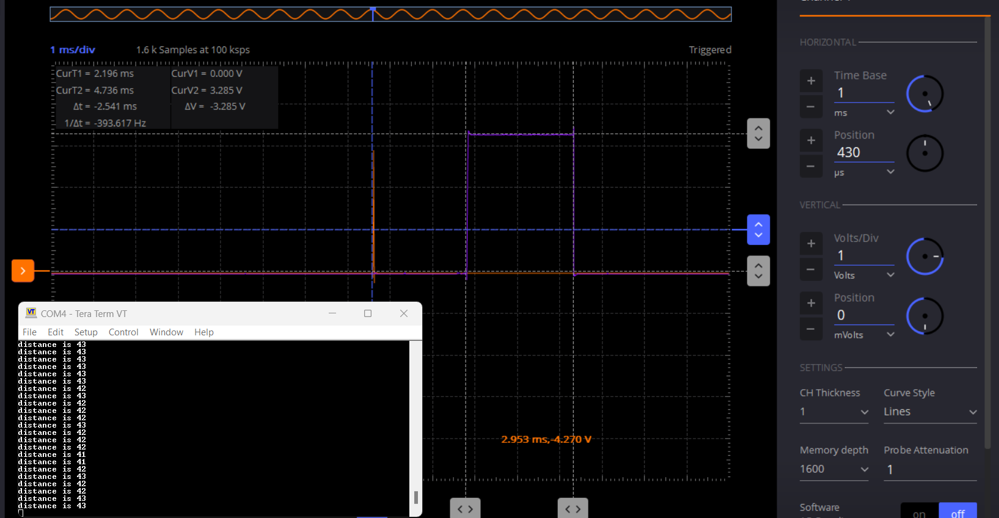 1 ms/div
1.6 k Samples at 100 ksps
Triggered
CurT1 = 2.196 ms
CurV1 = 0.000 V
CurT2 = 4.736 ms
CurV2 = 3.285 V
Δt = -2.541 ms
ΔV = -3.285 V
1/Δt = -393.617 Hz
2.953 ms,-4.270 V
VT COM4 - Tera Term VT
File Edit Setup Control Window Help
distance is 43
distance is 43
distance is 43
distance is 43
distance is 43
distance is 43
distance is 42
distance is 43
distance is 42
distance is 42
distance is 42
distance is 43
distance is 42
distance is 42
distance is 42
distance is 41
distance is 41
distance is 42
distance is 43
distance is 42
distance is 42
distance is 43
distance is 43
HORIZONTAL
Time Base
1
ms
Position
430
µs
VERTICAL
Volts/Div
1
Volts
Position
0
mVolts
SETTINGS
CH Thickness
Curve Style
1
Lines
Memory depth
Probe Attenuation
1600
1
Software
on off